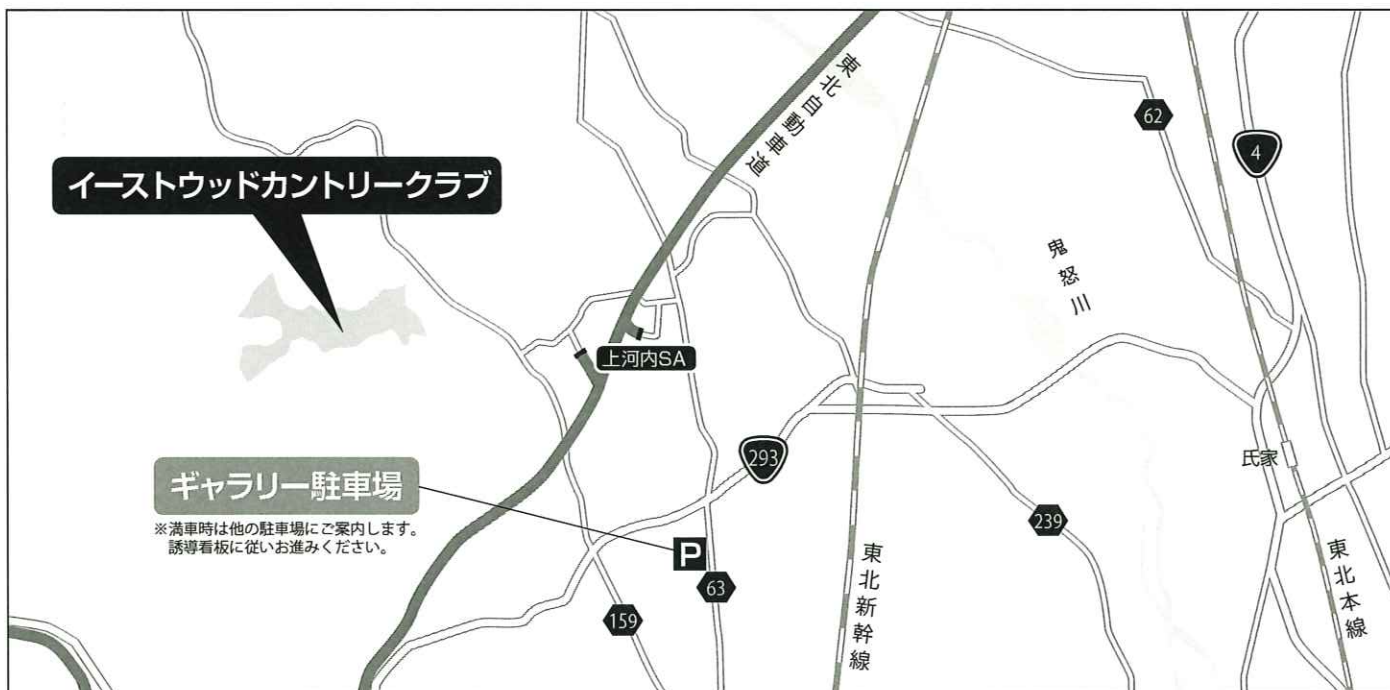 東北自動車道
62
4
イーストウッドカントリークラブ
鬼怒川
上河内SA
293
氏家
ギャラリー駐車場
※満車時は他の駐車場にご案内します。
誘導看板に従いお進みください。
P
63
159
239
東北新幹線
東北本線